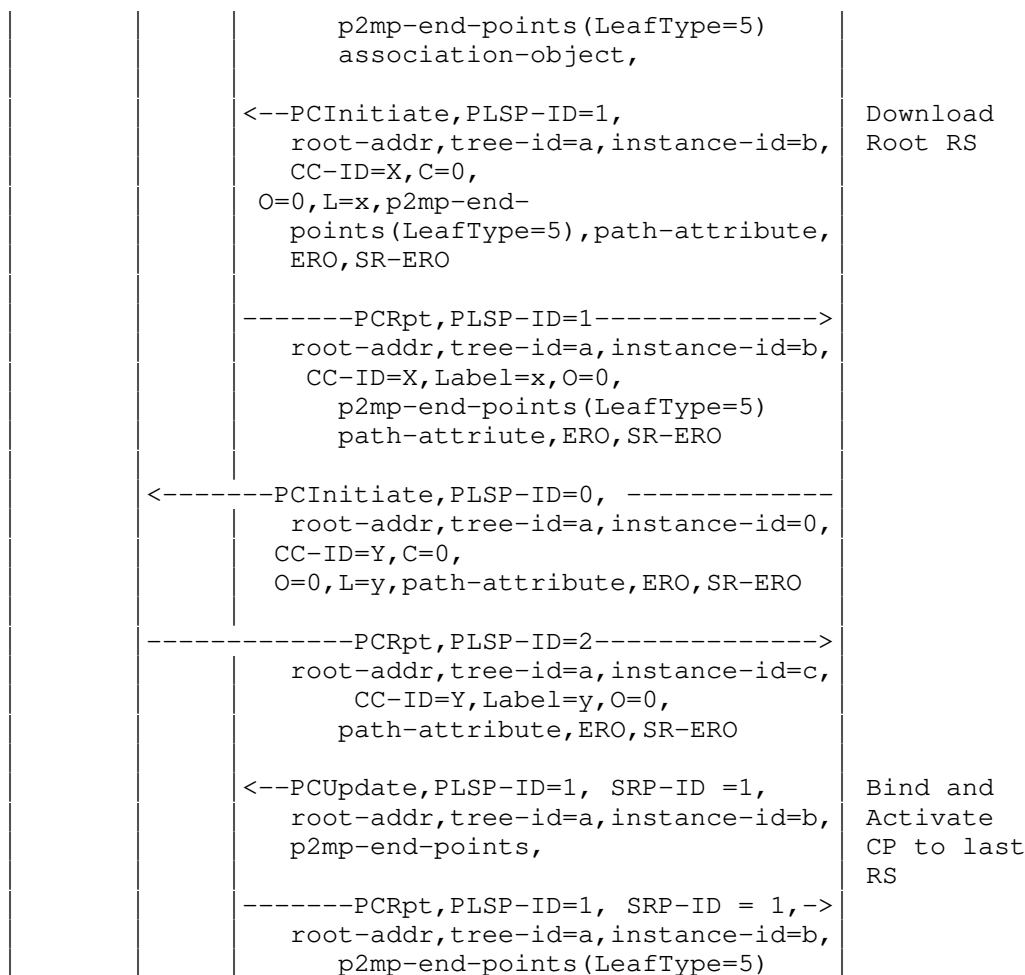 p2mp-end-points(LeafType=5)
association-object,
<--PCInitiate,PLSP-ID=1, Download
root-addr,tree-id=a,instance-id=b, Root RS
CC-ID=X,C=0,
O=0,L=x,p2mp-end-
points(LeafType=5),path-attribute,
ERO,SR-ERO
-------PCRpt,PLSP-ID=1-------------->
root-addr,tree-id=a,instance-id=b,
CC-ID=X,Label=x,O=0,
p2mp-end-points(LeafType=5)
path-attriute,ERO,SR-ERO
<-------PCInitiate,PLSP-ID=0, -------------
root-addr,tree-id=a,instance-id=0,
CC-ID=Y,C=0,
O=0,L=y,path-attribute,ERO,SR-ERO
-------------PCRpt,PLSP-ID=2-------------->
root-addr,tree-id=a,instance-id=c,
CC-ID=Y,Label=y,O=0,
path-attribute,ERO,SR-ERO
<--PCUpdate,PLSP-ID=1, SRP-ID =1, Bind and
root-addr,tree-id=a,instance-id=b, Activate
p2mp-end-points, CP to last
RS
-------PCRpt,PLSP-ID=1, SRP-ID = 1,->
root-addr,tree-id=a,instance-id=b,
p2mp-end-points(LeafType=5)